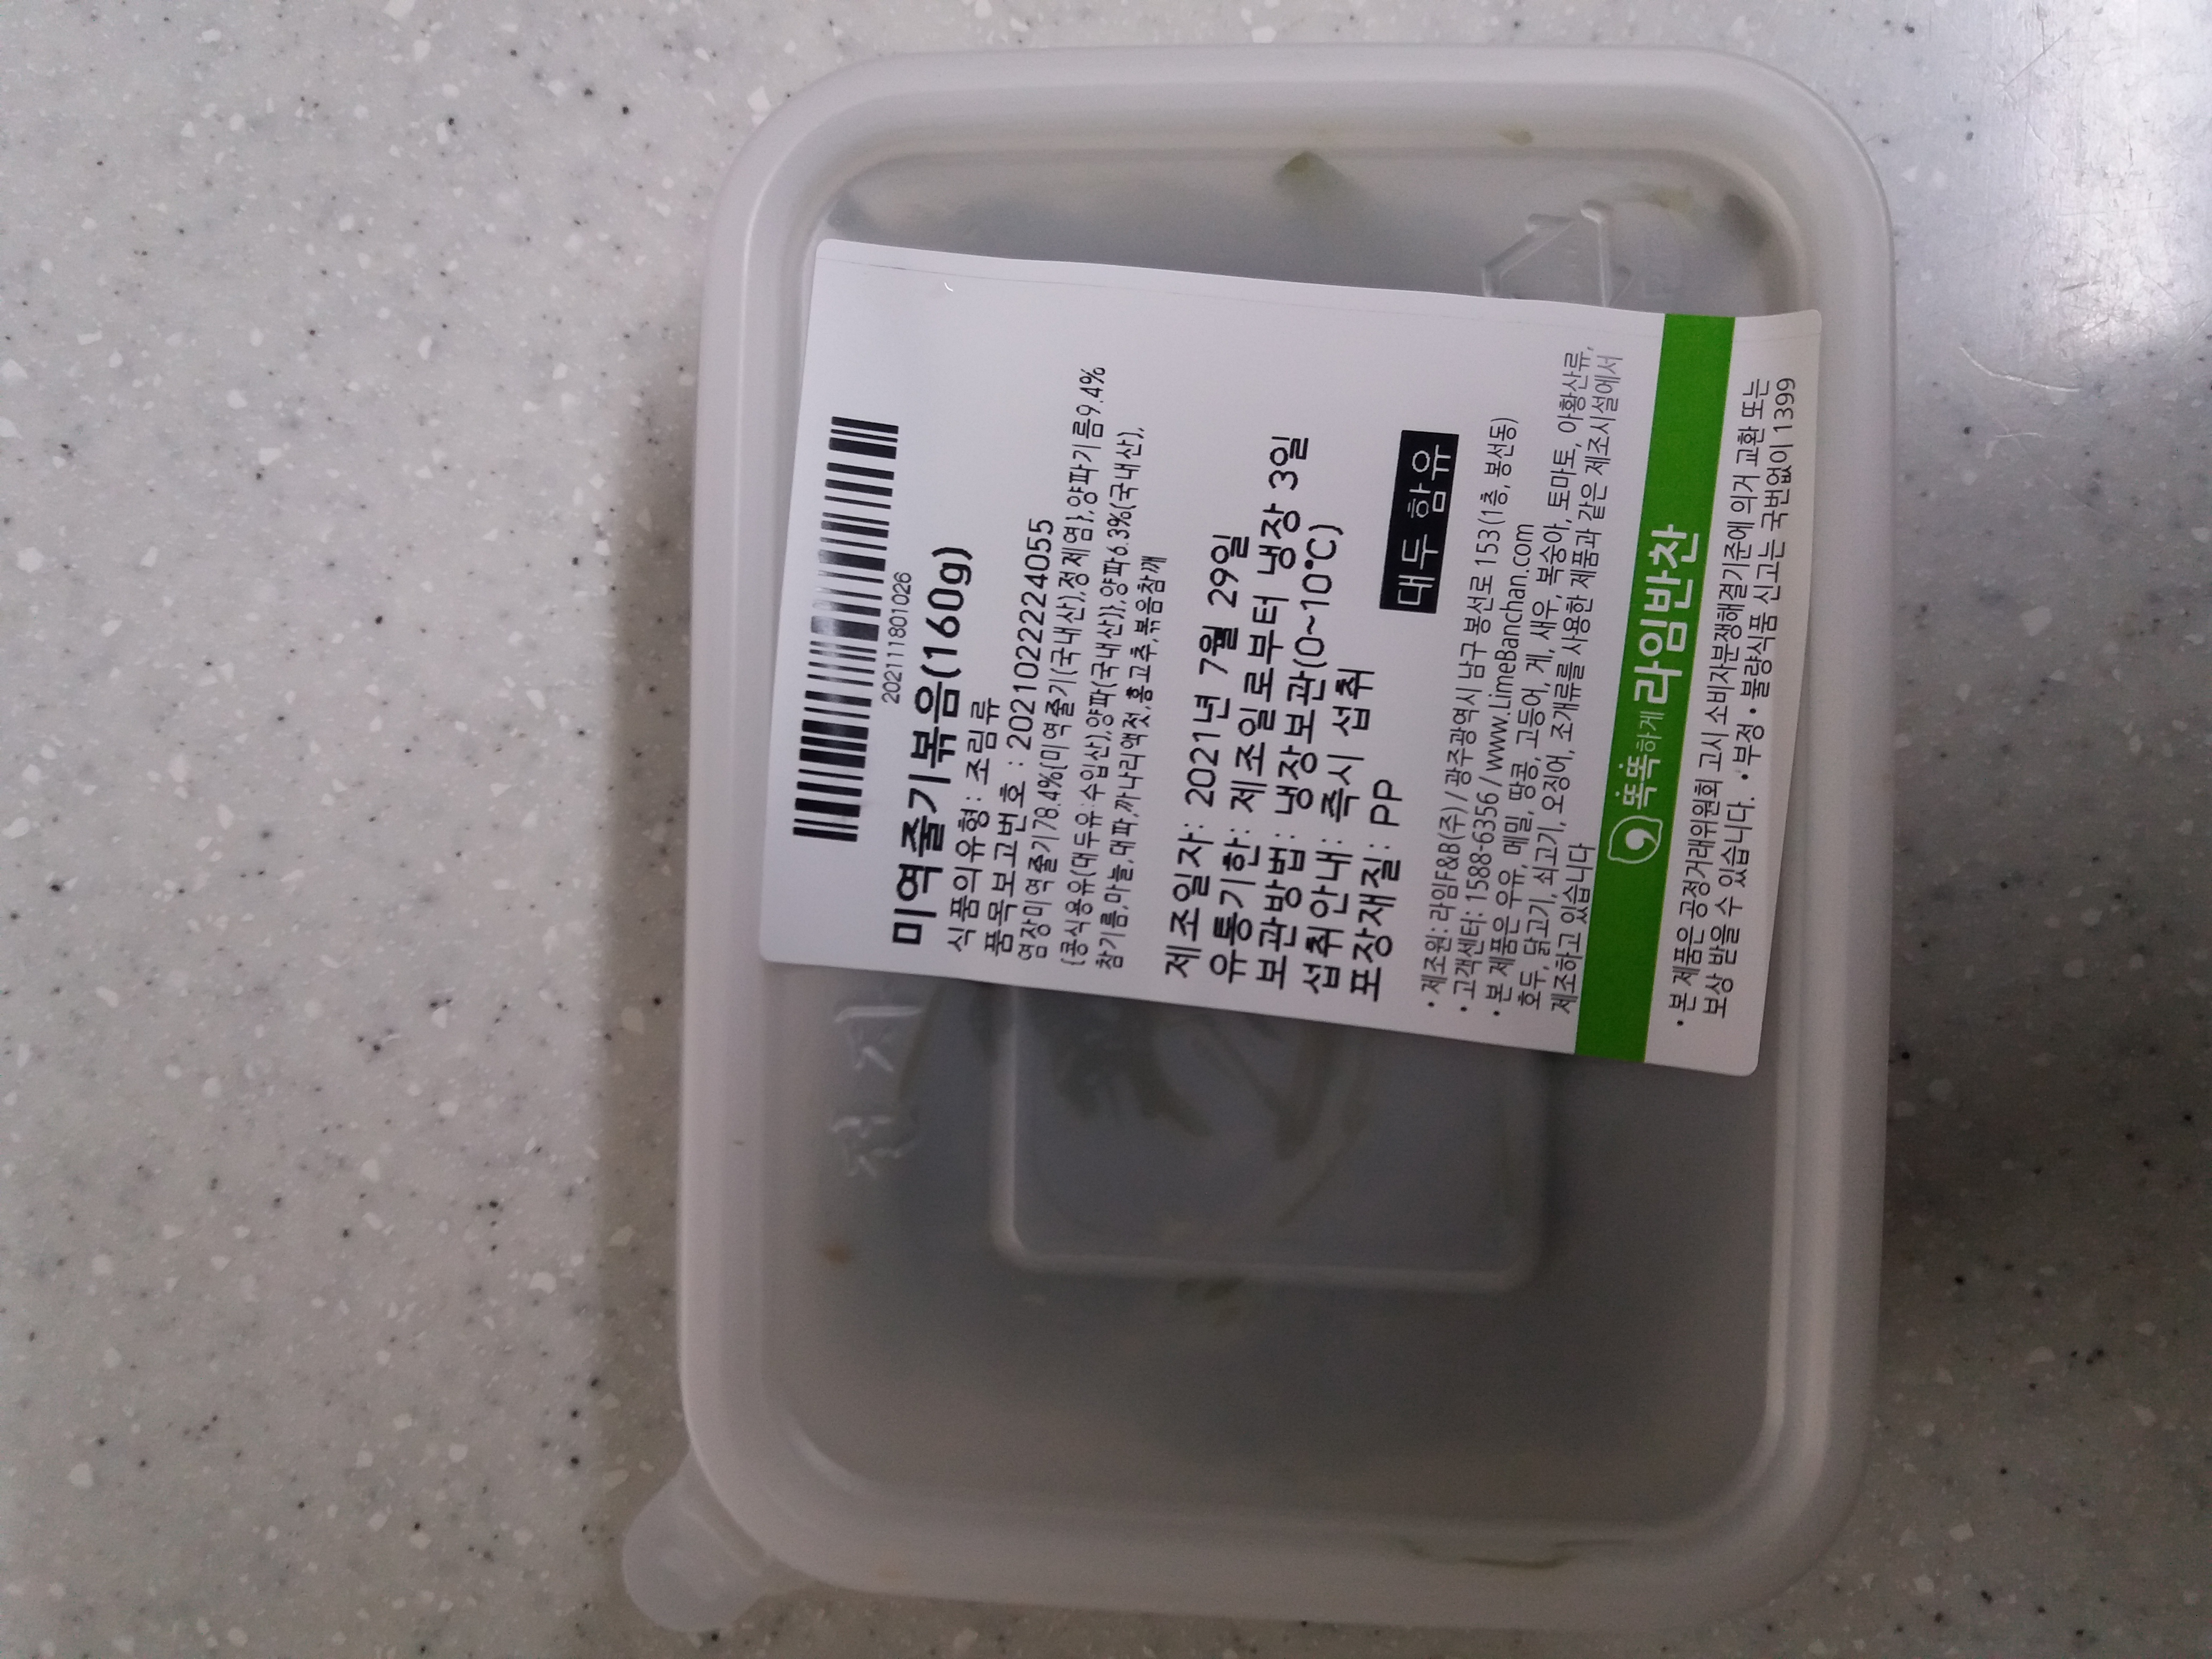 202111801026
미역줄기볶음(160g)
식품의유형: 조림류
품목보고번호 : 202102222224055
염장미역줄기78.4%{미역줄기(국내산),정제염},양파기름9.4%
{콩식용유(대두유:수입산),양파(국내산)},양파6.3%(국내산),
참기름,마늘,대파,까나리액젓,홍고추,볶음참깨
제조일자: 2021년 7월 29일
유통기한: 제조일로부터 냉장 3일
보관방법: 냉장보관(0~10℃)
섭취안내: 즉시 섭취
포장재질: PP
대두 함유
• 제조원: 라임F&B(주) / 광주광역시 남구 봉선로 153(1층, 봉선동)
• 고객센터: 1588-6356 / www.LimeBanchan.com
• 본 제품은 우유, 메밀, 땅콩, 고등어, 게, 새우, 복숭아, 토마토, 아황산류,
호두, 닭고기, 쇠고기, 오징어, 조개류를 사용한 제품과 같은 제조시설에서
제조하고 있습니다
똑똑하게 라임반찬
• 본 제품은 공정거래위원회 고시 소비자분쟁해결기준에 의거 교환 또는
보상 받을 수 있습니다. • 부정 • 불량식품 신고는 국번없이 1399